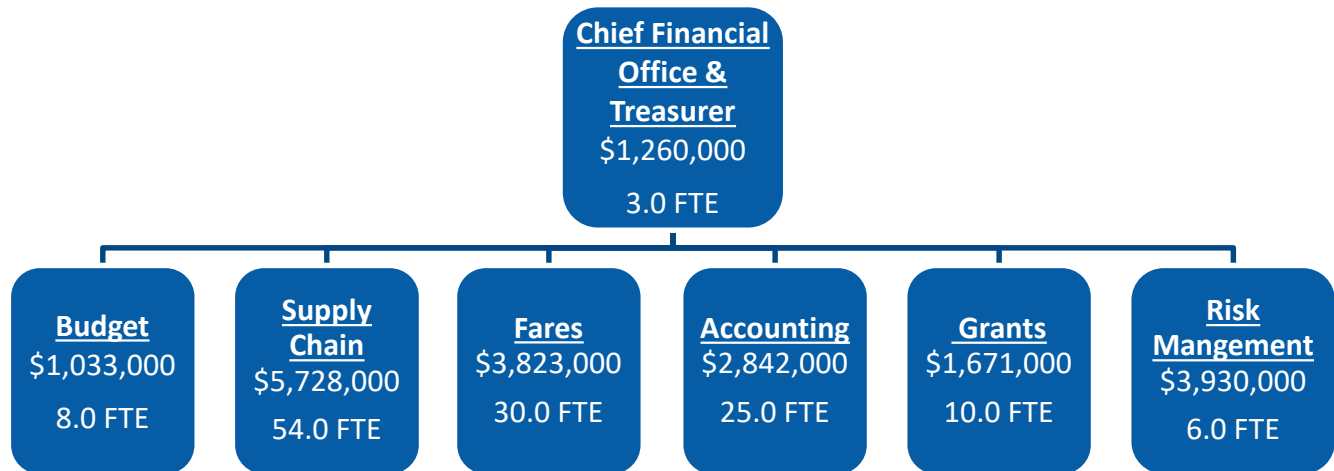 Chief Financial
Office &
Treasurer
$1,260,000
3.0 FTE
Budget
$1,033,000
8.0 FTE
Supply
Chain
$5,728,000
54.0 FTE
Fares
$3,823,000
30.0 FTE
Accounting
$2,842,000
25.0 FTE
Grants
$1,671,000
10.0 FTE
Risk
Mangement
$3,930,000
6.0 FTE